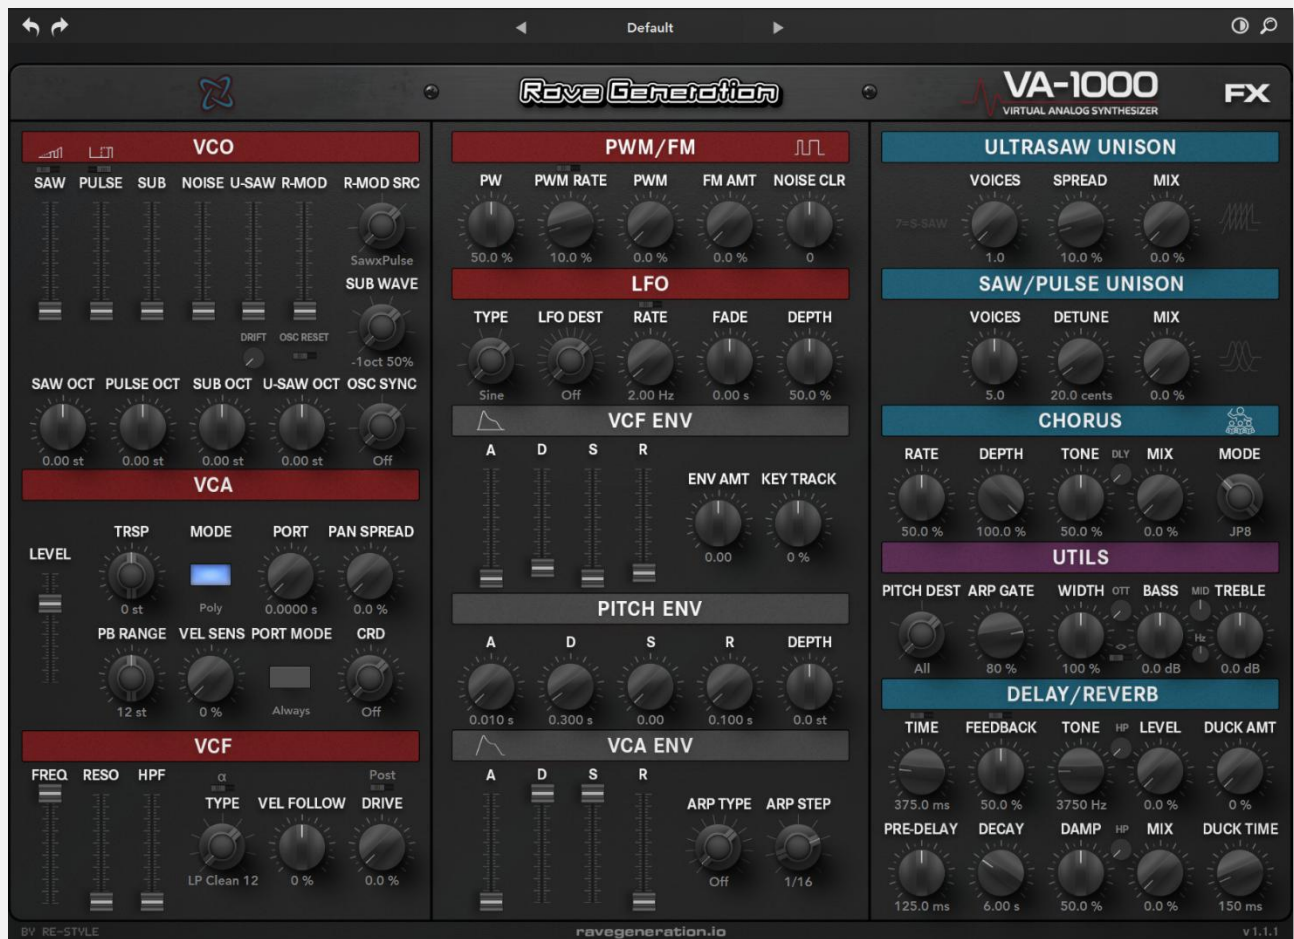 Default
Rave Generation
VA-1000
VIRTUAL ANALOG SYNTHESIZER
FX
VCO
SAW PULSE SUB NOISE U-SAW R-MOD R-MOD SRC
SawxPulse
SUB WAVE
-1oct 50%
DRIFT OSC RESET
SAW OCT PULSE OCT SUB OCT U-SAW OCT OSC SYNC
0.00 st 0.00 st 0.00 st 0.00 st Off
VCA
LEVEL
TRSP MODE PORT PAN SPREAD
0 st Poly 0.0000 s 0.0 %
PB RANGE VEL SENS PORT MODE CRD
12 st 0 % Always Off
VCF
FREQ RESO HPF
α Post
TYPE VEL FOLLOW DRIVE
LP Clean 12 0 % 0.0 %
PWM/FM
PW PWM RATE PWM FM AMT NOISE CLR
50.0 % 10.0 % 0.0 % 0.0 % 0
LFO
TYPE LFO DEST RATE FADE DEPTH
Sine Off 2.00 Hz 0.00 s 50.0 %
VCF ENV
A D S R
ENV AMT KEY TRACK
0.00 0 %
PITCH ENV
A D S R DEPTH
0.010 s 0.300 s 0.00 0.100 s 0.0 st
VCA ENV
A D S R
ARP TYPE ARP STEP
Off 1/16
ULTRASAW UNISON
VOICES SPREAD MIX
7=S-SAW
1.0 10.0 % 0.0 %
SAW/PULSE UNISON
VOICES DETUNE MIX
5.0 20.0 cents 0.0 %
CHORUS
RATE DEPTH TONE DLY MIX MODE
50.0 % 100.0 % 50.0 % 0.0 % JP8
UTILS
PITCH DEST ARP GATE WIDTH OTT BASS MID TREBLE
Hz
All 80 % 100 % 0.0 dB 0.0 dB
DELAY/REVERB
TIME FEEDBACK TONE HP LEVEL DUCK AMT
375.0 ms 50.0 % 3750 Hz 0.0 % 0 %
PRE-DELAY DECAY DAMP HP MIX DUCK TIME
125.0 ms 6.00 s 50.0 % 0.0 % 150 ms
BY RE-STYLE
ravegeneration.io
v1.1.1